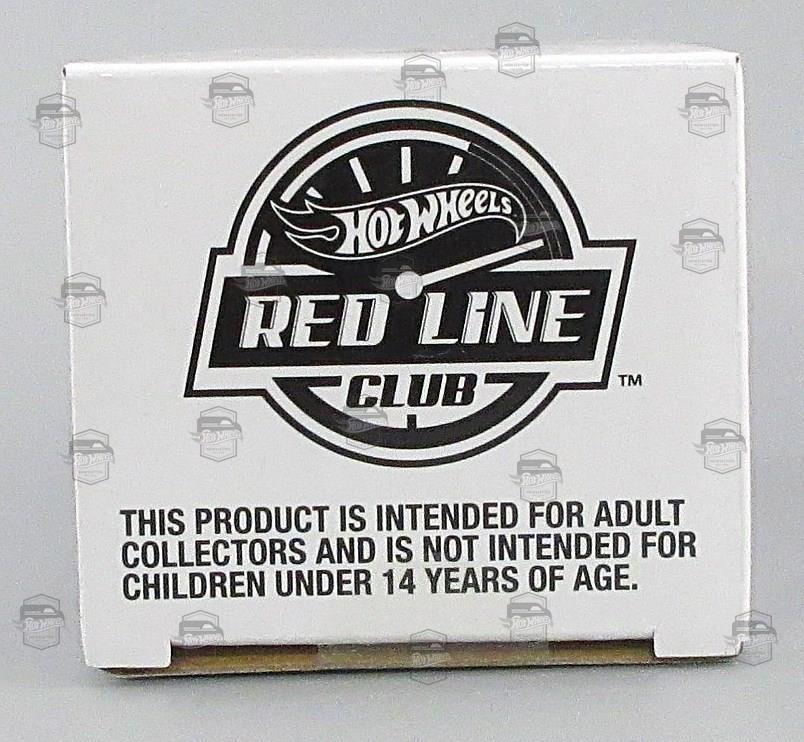 HOT WHEELS
RED LINE
CLUB
TM
THIS PRODUCT IS INTENDED FOR ADULT
COLLECTORS AND IS NOT INTENDED FOR
CHILDREN UNDER 14 YEARS OF AGE.